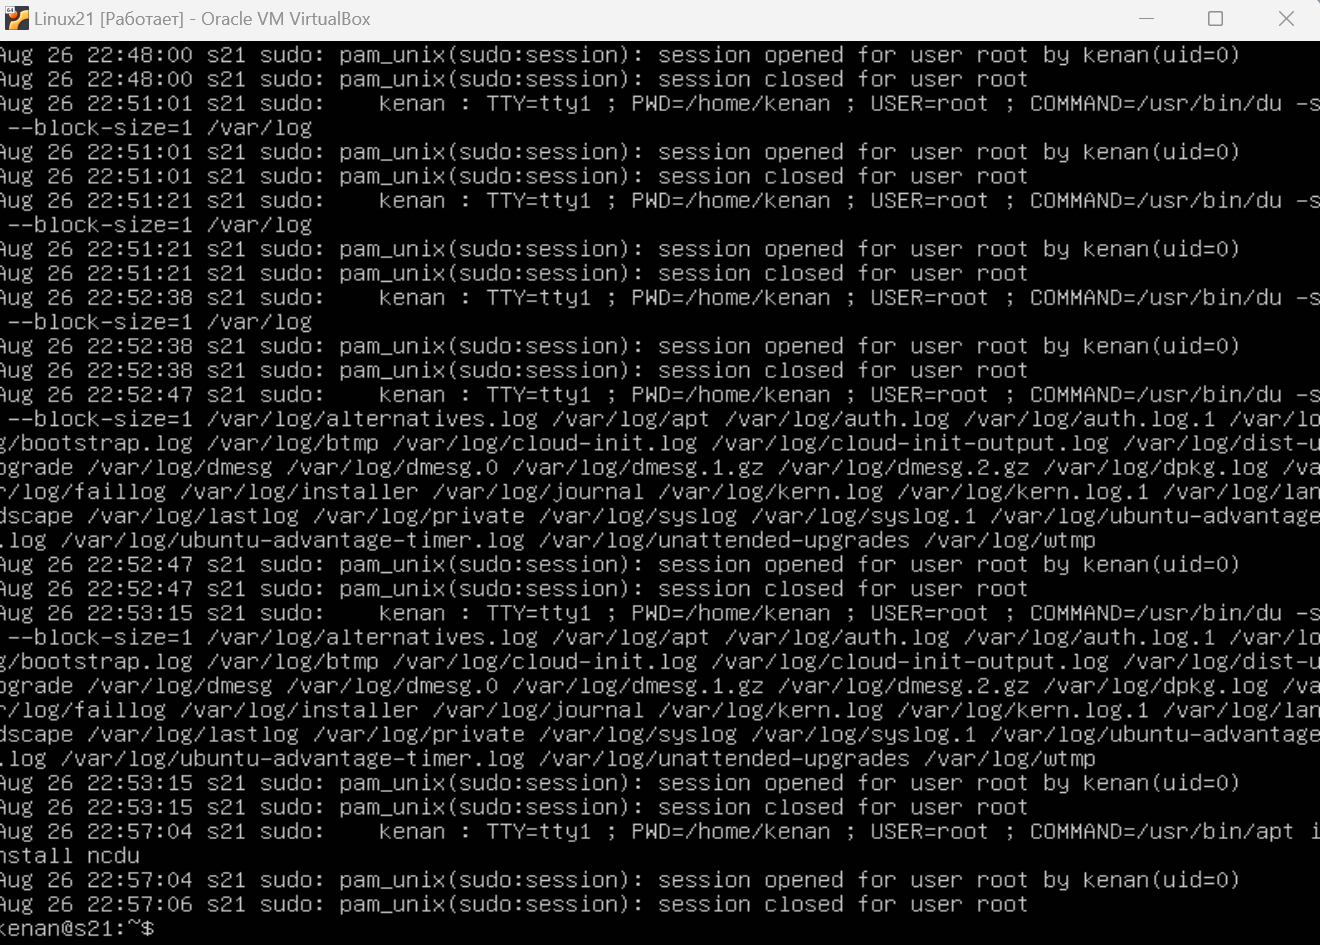 Linux21 [Работает] - Oracle VM VirtualBox
Aug 26 22:48:00 s21 sudo: pam_unix(sudo:session): session opened for user root by kenan(uid=0)
Aug 26 22:48:00 s21 sudo: pam_unix(sudo:session): session closed for user root
Aug 26 22:51:01 s21 sudo:    kenan : TTY=tty1 ; PWD=/home/kenan ; USER=root ; COMMAND=/usr/bin/du -s
 --block-size=1 /var/log
Aug 26 22:51:01 s21 sudo: pam_unix(sudo:session): session opened for user root by kenan(uid=0)
Aug 26 22:51:01 s21 sudo: pam_unix(sudo:session): session closed for user root
Aug 26 22:51:21 s21 sudo:    kenan : TTY=tty1 ; PWD=/home/kenan ; USER=root ; COMMAND=/usr/bin/du -s
 --block-size=1 /var/log
Aug 26 22:51:21 s21 sudo: pam_unix(sudo:session): session opened for user root by kenan(uid=0)
Aug 26 22:51:21 s21 sudo: pam_unix(sudo:session): session closed for user root
Aug 26 22:52:38 s21 sudo:    kenan : TTY=tty1 ; PWD=/home/kenan ; USER=root ; COMMAND=/usr/bin/du -s
 --block-size=1 /var/log
Aug 26 22:52:38 s21 sudo: pam_unix(sudo:session): session opened for user root by kenan(uid=0)
Aug 26 22:52:38 s21 sudo: pam_unix(sudo:session): session closed for user root
Aug 26 22:52:47 s21 sudo:    kenan : TTY=tty1 ; PWD=/home/kenan ; USER=root ; COMMAND=/usr/bin/du -s
 --block-size=1 /var/log/alternatives.log /var/log/apt /var/log/auth.log /var/log/auth.log.1 /var/lo
g/bootstrap.log /var/log/btmp /var/log/cloud-init.log /var/log/cloud-init-output.log /var/log/dist-u
pgrade /var/log/dmesg /var/log/dmesg.0 /var/log/dmesg.1.gz /var/log/dmesg.2.gz /var/log/dpkg.log /va
r/log/faillog /var/log/installer /var/log/journal /var/log/kern.log /var/log/kern.log.1 /var/log/lan
dscape /var/log/lastlog /var/log/private /var/log/syslog /var/log/syslog.1 /var/log/ubuntu-advantage
.log /var/log/ubuntu-advantage-timer.log /var/log/unattended-upgrades /var/log/wtmp
Aug 26 22:52:47 s21 sudo: pam_unix(sudo:session): session opened for user root by kenan(uid=0)
Aug 26 22:52:47 s21 sudo: pam_unix(sudo:session): session closed for user root
Aug 26 22:53:15 s21 sudo:    kenan : TTY=tty1 ; PWD=/home/kenan ; USER=root ; COMMAND=/usr/bin/du -s
 --block-size=1 /var/log/alternatives.log /var/log/apt /var/log/auth.log /var/log/auth.log.1 /var/lo
g/bootstrap.log /var/log/btmp /var/log/cloud-init.log /var/log/cloud-init-output.log /var/log/dist-u
pgrade /var/log/dmesg /var/log/dmesg.0 /var/log/dmesg.1.gz /var/log/dmesg.2.gz /var/log/dpkg.log /va
r/log/faillog /var/log/installer /var/log/journal /var/log/kern.log /var/log/kern.log.1 /var/log/lan
dscape /var/log/lastlog /var/log/private /var/log/syslog /var/log/syslog.1 /var/log/ubuntu-advantage
.log /var/log/ubuntu-advantage-timer.log /var/log/unattended-upgrades /var/log/wtmp
Aug 26 22:53:15 s21 sudo: pam_unix(sudo:session): session opened for user root by kenan(uid=0)
Aug 26 22:53:15 s21 sudo: pam_unix(sudo:session): session closed for user root
Aug 26 22:57:04 s21 sudo:    kenan : TTY=tty1 ; PWD=/home/kenan ; USER=root ; COMMAND=/usr/bin/apt i
nstall ncdu
Aug 26 22:57:04 s21 sudo: pam_unix(sudo:session): session opened for user root by kenan(uid=0)
Aug 26 22:57:06 s21 sudo: pam_unix(sudo:session): session closed for user root
kenan@s21:~$